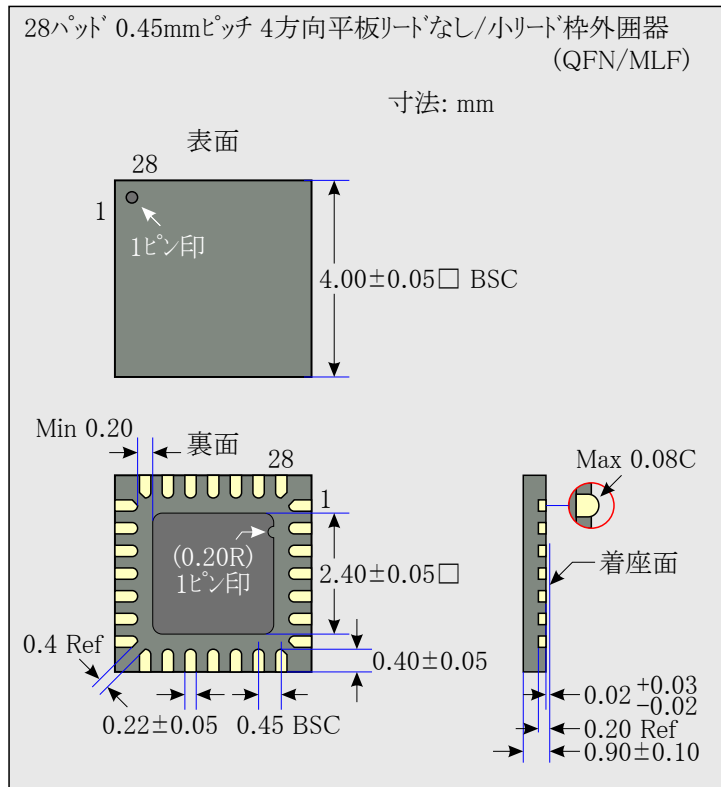 28ﾊﾟｯﾄﾞ 0.45mmﾋﾟｯﾁ 4方向平板ﾘｰﾄﾞなし/小ﾘｰﾄﾞ枠外囲器
(QFN/MLF)
寸法: mm
表面
28
1
1ﾋﾟﾝ印
4.00±0.05□ BSC
Min 0.20
裏面
28
1
(0.20R)
1ﾋﾟﾝ印
2.40±0.05□
0.4 Ref
0.40±0.05
0.22±0.05
0.45 BSC
Max 0.08C
着座面
0.02 +0.03
-0.02
0.20 Ref
0.90±0.10